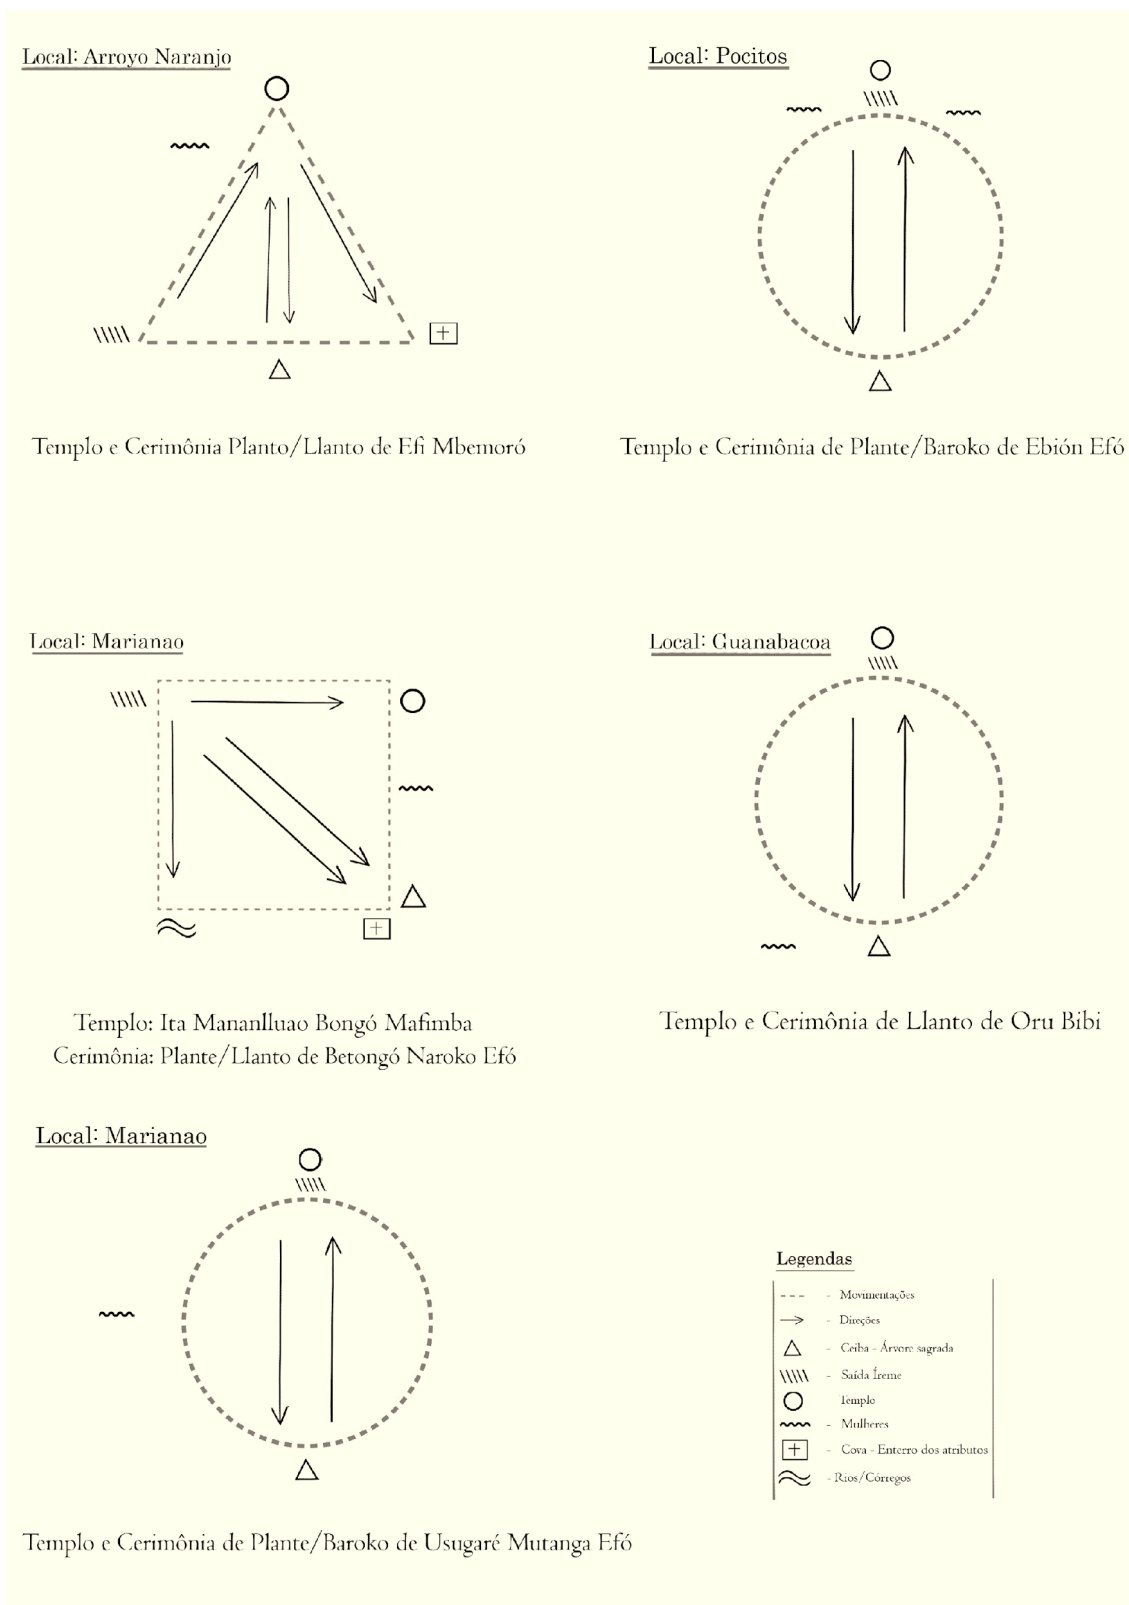 Local: Arroyo Naranjo
Templo e Cerimônia Planto/Llanto de Efi Mbemoró
Local: Pocitos
Templo e Cerimônia de Plante/Baroko de Ebión Efó
Local: Marianao
Templo: Ita Mananlluao Bongó Mafimba
Cerimônia: Plante/Llanto de Betongó Naroko Efó
Local: Guanabacoa
Templo e Cerimônia de Llanto de Oru Bibi
Local: Marianao
Templo e Cerimônia de Plante/Baroko de Usugaré Mutanga Efó
Legendas
- Movimentações
- Direções
- Ceiba - Árvore sagrada
- Saída Íreme
Templo
- Mulheres
- Cova - Enterro dos atributos
- Rios/Córregos